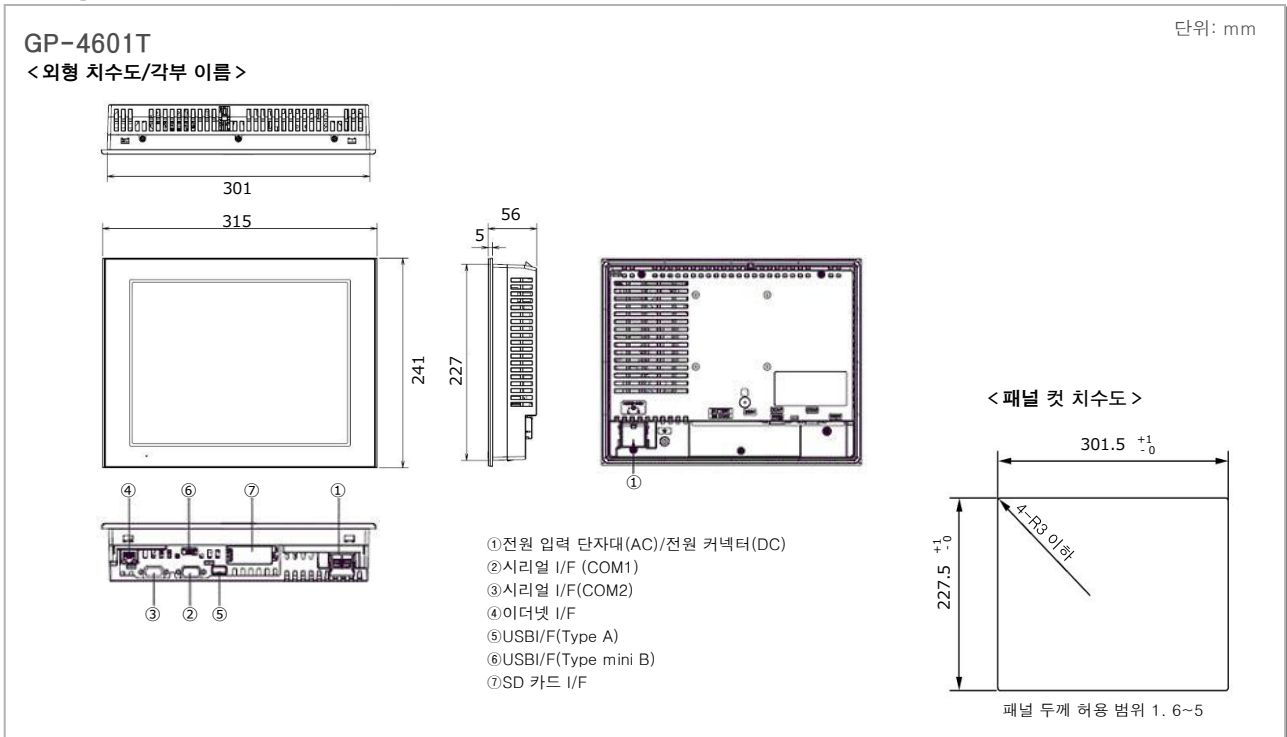 단위: mm
GP-4601T
<외형 치수도/각부 이름>
301
315
56
5
241
227
①
<패널 컷 치수도>
301.5 +1 -0
4-R3 이하
227.5 +1 -0
패널 두께 허용 범위 1. 6~5
④ ⑥ ⑦ ①
③ ② ⑤
①전원 입력 단자대(AC)/전원 커넥터(DC)
②시리얼 I/F (COM1)
③시리얼 I/F(COM2)
④이더넷 I/F
⑤USBI/F(Type A)
⑥USBI/F(Type mini B)
⑦SD 카드 I/F